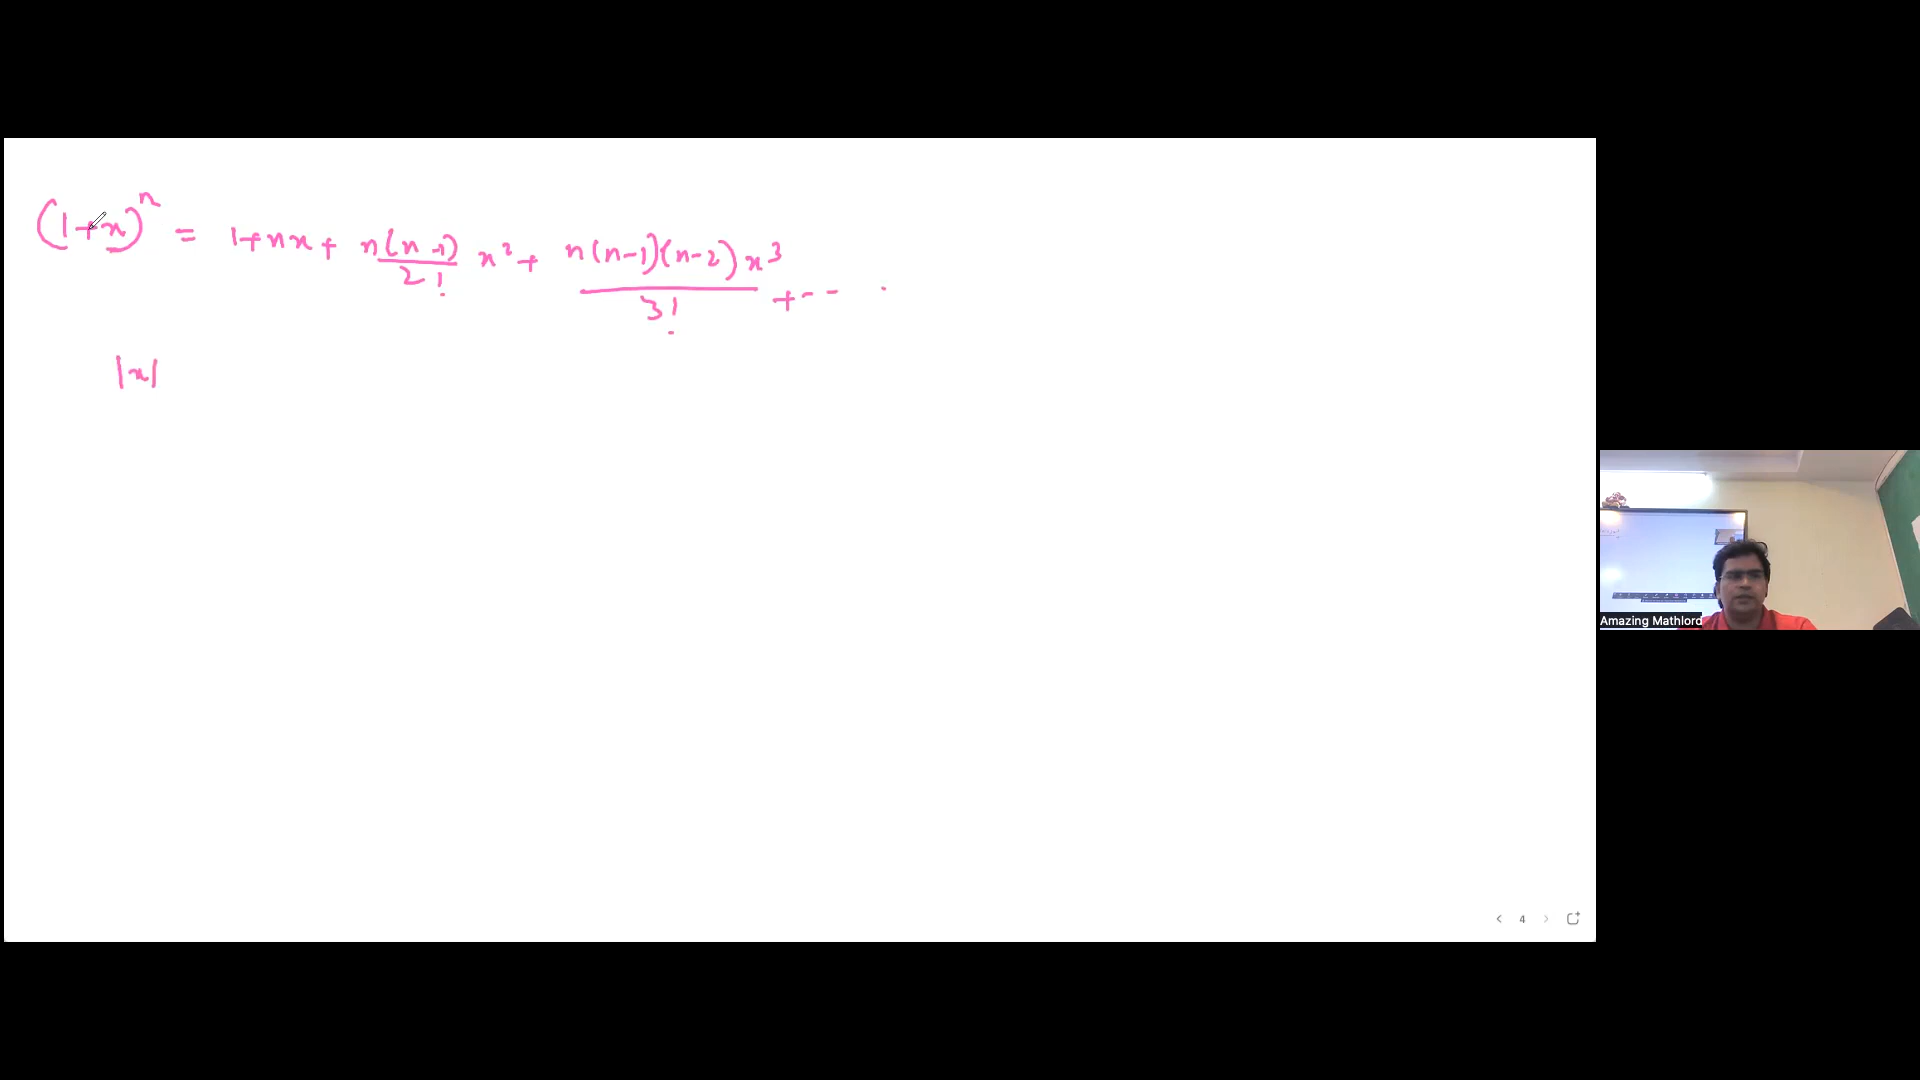 (1+x)^n = 1+nx+ n(n-1)/2! x^2+ n(n-1)(n-2)x^3/3! +-- .
|x|
Amazing Mathlord
4